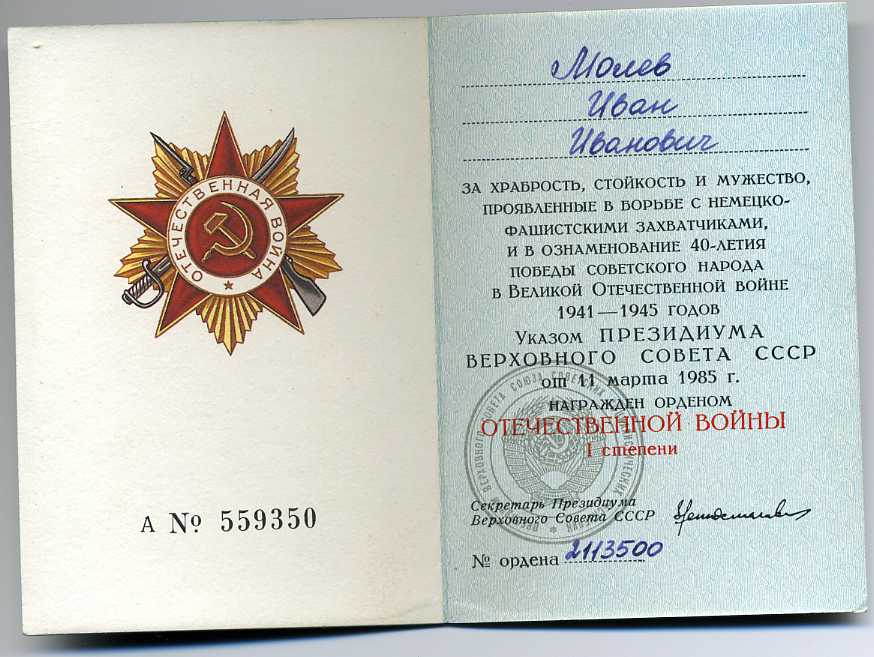 ОТЕЧЕСТВЕННАЯ ВОЙНА
А № 559350
Молев
Иван
Иванович
ЗА ХРАБРОСТЬ, СТОЙКОСТЬ И МУЖЕСТВО,
ПРОЯВЛЕННЫЕ В БОРЬБЕ С НЕМЕЦКО-
ФАШИСТСКИМИ ЗАХВАТЧИКАМИ,
И В ОЗНАМЕНОВАНИЕ 40-ЛЕТИЯ
ПОБЕДЫ СОВЕТСКОГО НАРОДА
В ВЕЛИКОЙ ОТЕЧЕСТВЕННОЙ ВОЙНЕ
1941—1945 ГОДОВ
УКАЗОМ ПРЕЗИДИУМА
ВЕРХОВНОГО СОВЕТА СССР
от 11 марта 1985 г.
НАГРАЖДЕН ОРДЕНОМ
ОТЕЧЕСТВЕННОЙ ВОЙНЫ
I степени
Секретарь Президиума
Верховного Совета СССР
№ ордена 2113500